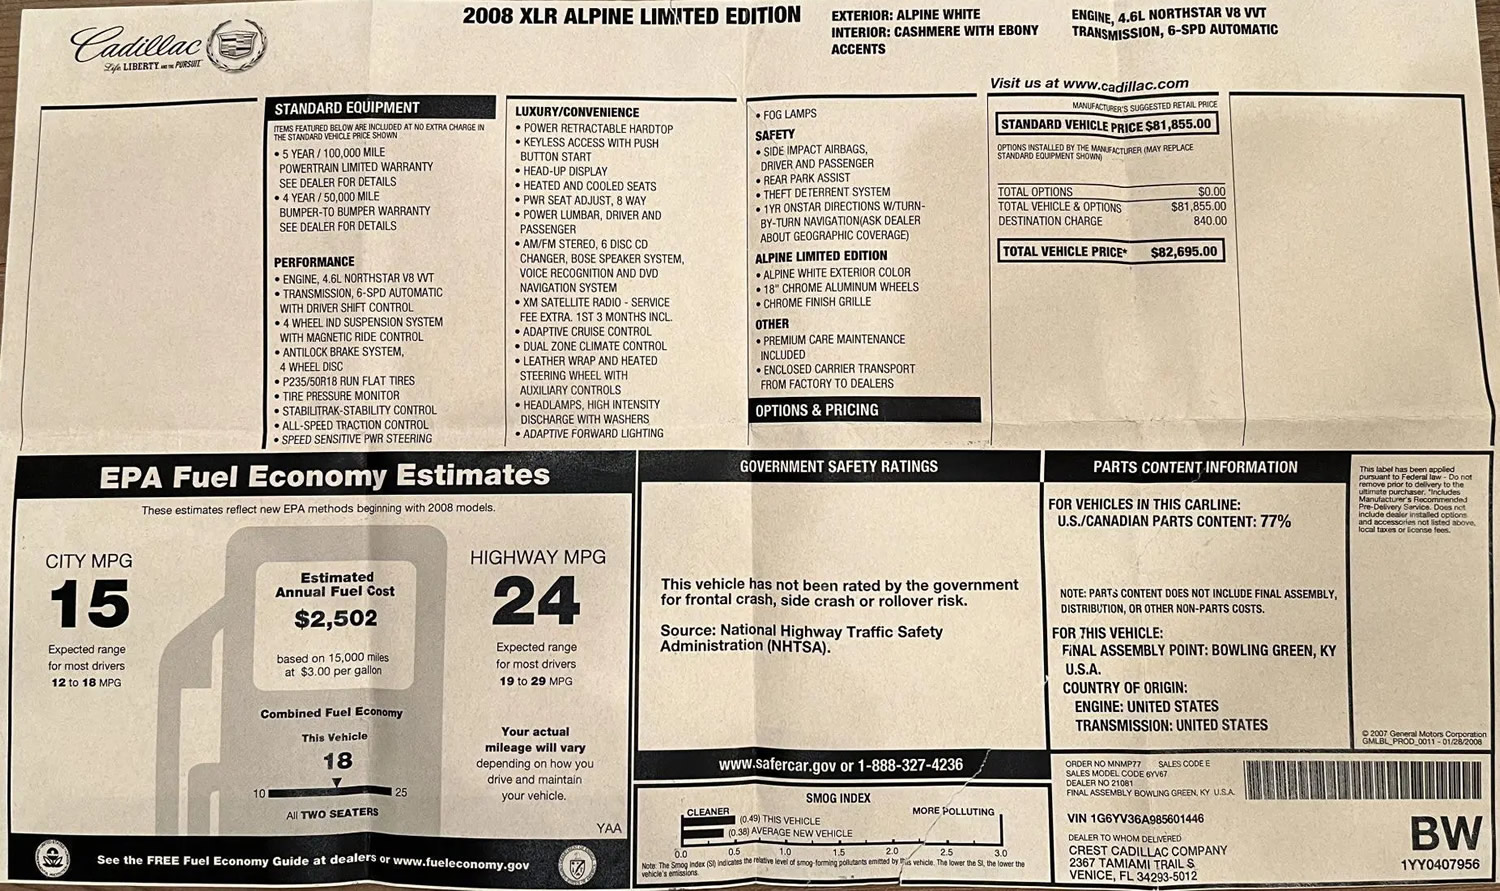 Cadillac
Life, LIBERTY, AND THE PURSUIT.
2008 XLR ALPINE LIMITED EDITION
EXTERIOR: ALPINE WHITE
INTERIOR: CASHMERE WITH EBONY
ACCENTS
ENGINE, 4.6L NORTHSTAR V8 VVT
TRANSMISSION, 6-SPD AUTOMATIC
Visit us at www.cadillac.com
STANDARD EQUIPMENT
ITEMS FEATURED BELOW ARE INCLUDED AT NO EXTRA CHARGE IN
THE STANDARD VEHICLE PRICE SHOWN
• 5 YEAR / 100,000 MILE
POWERTRAIN LIMITED WARRANTY
SEE DEALER FOR DETAILS
• 4 YEAR / 50,000 MILE
BUMPER-TO BUMPER WARRANTY
SEE DEALER FOR DETAILS
PERFORMANCE
• ENGINE, 4.6L NORTHSTAR V8 VVT
• TRANSMISSION, 6-SPD AUTOMATIC
WITH DRIVER SHIFT CONTROL
• 4 WHEEL IND SUSPENSION SYSTEM
WITH MAGNETIC RIDE CONTROL
• ANTILOCK BRAKE SYSTEM,
4 WHEEL DISC
• P235/50R18 RUN FLAT TIRES
• TIRE PRESSURE MONITOR
• STABILITRAK-STABILITY CONTROL
• ALL-SPEED TRACTION CONTROL
• SPEED SENSITIVE PWR STEERING
LUXURY/CONVENIENCE
• POWER RETRACTABLE HARDTOP
• KEYLESS ACCESS WITH PUSH
BUTTON START
• HEAD-UP DISPLAY
• HEATED AND COOLED SEATS
• PWR SEAT ADJUST, 8 WAY
• POWER LUMBAR, DRIVER AND
PASSENGER
• AM/FM STEREO, 6 DISC CD
CHANGER, BOSE SPEAKER SYSTEM,
VOICE RECOGNITION AND DVD
NAVIGATION SYSTEM
• XM SATELLITE RADIO - SERVICE
FEE EXTRA. 1ST 3 MONTHS INCL.
• ADAPTIVE CRUISE CONTROL
• DUAL ZONE CLIMATE CONTROL
• LEATHER WRAP AND HEATED
STEERING WHEEL WITH
AUXILIARY CONTROLS
• HEADLAMPS, HIGH INTENSITY
DISCHARGE WITH WASHERS
• ADAPTIVE FORWARD LIGHTING
• FOG LAMPS
SAFETY
• SIDE IMPACT AIRBAGS,
DRIVER AND PASSENGER
• REAR PARK ASSIST
• THEFT DETERRENT SYSTEM
• 1YR ONSTAR DIRECTIONS W/TURN-
BY-TURN NAVIGATION(ASK DEALER
ABOUT GEOGRAPHIC COVERAGE)
ALPINE LIMITED EDITION
• ALPINE WHITE EXTERIOR COLOR
• 18" CHROME ALUMINUM WHEELS
• CHROME FINISH GRILLE
OTHER
• PREMIUM CARE MAINTENANCE
INCLUDED
• ENCLOSED CARRIER TRANSPORT
FROM FACTORY TO DEALERS
OPTIONS & PRICING
MANUFACTURER'S SUGGESTED RETAIL PRICE
STANDARD VEHICLE PRICE $81,855.00
OPTIONS INSTALLED BY THE MANUFACTURER (MAY REPLACE
STANDARD EQUIPMENT SHOWN)
TOTAL OPTIONS $0.00
TOTAL VEHICLE & OPTIONS $81,855.00
DESTINATION CHARGE 840.00
TOTAL VEHICLE PRICE* $82,695.00
EPA Fuel Economy Estimates
These estimates reflect new EPA methods beginning with 2008 models.
CITY MPG
15
Expected range
for most drivers
12 to 18 MPG
Estimated
Annual Fuel Cost
$2,502
based on 15,000 miles
at $3.00 per gallon
Combined Fuel Economy
This Vehicle
18
10 25
All TWO SEATERS
HIGHWAY MPG
24
Expected range
for most drivers
19 to 29 MPG
Your actual
mileage will vary
depending on how you
drive and maintain
your vehicle.
YAA
See the FREE Fuel Economy Guide at dealers or www.fueleconomy.gov
GOVERNMENT SAFETY RATINGS
This vehicle has not been rated by the government
for frontal crash, side crash or rollover risk.
Source: National Highway Traffic Safety
Administration (NHTSA).
www.safercar.gov or 1-888-327-4236
SMOG INDEX
CLEANER MORE POLLUTING
(0.49) THIS VEHICLE
(0.38) AVERAGE NEW VEHICLE
0.0 0.5 1.0 1.5 2.0 2.5 3.0
Note: The Smog Index (SI) indicates the relative level of smog-forming pollutants emitted by this vehicle. The lower the SI, the lower the
vehicle's emissions.
PARTS CONTENT INFORMATION
FOR VEHICLES IN THIS CARLINE:
U.S./CANADIAN PARTS CONTENT: 77%
NOTE: PARTS CONTENT DOES NOT INCLUDE FINAL ASSEMBLY,
DISTRIBUTION, OR OTHER NON-PARTS COSTS.
FOR THIS VEHICLE:
FINAL ASSEMBLY POINT: BOWLING GREEN, KY
U.S.A.
COUNTRY OF ORIGIN:
ENGINE: UNITED STATES
TRANSMISSION: UNITED STATES
This label has been applied
pursuant to Federal law - Do not
remove prior to delivery to the
ultimate purchaser. *Includes
Manufacturer's Recommended
Pre-Delivery Service. Does not
include dealer installed options
and accessories not listed above,
local taxes or license fees.
© 2007 General Motors Corporation
GMLBL_PROD_0011 - 01/28/2008
ORDER NO MNMP77 SALES CODE E
SALES MODEL CODE 6YV67
DEALER NO 21081
FINAL ASSEMBLY BOWLING GREEN, KY U.S.A.
VIN 1G6YV36A985601446
DEALER TO WHOM DELIVERED
CREST CADILLAC COMPANY
2367 TAMIAMI TRAIL S
VENICE, FL 34293-5012
BW
1YY0407956